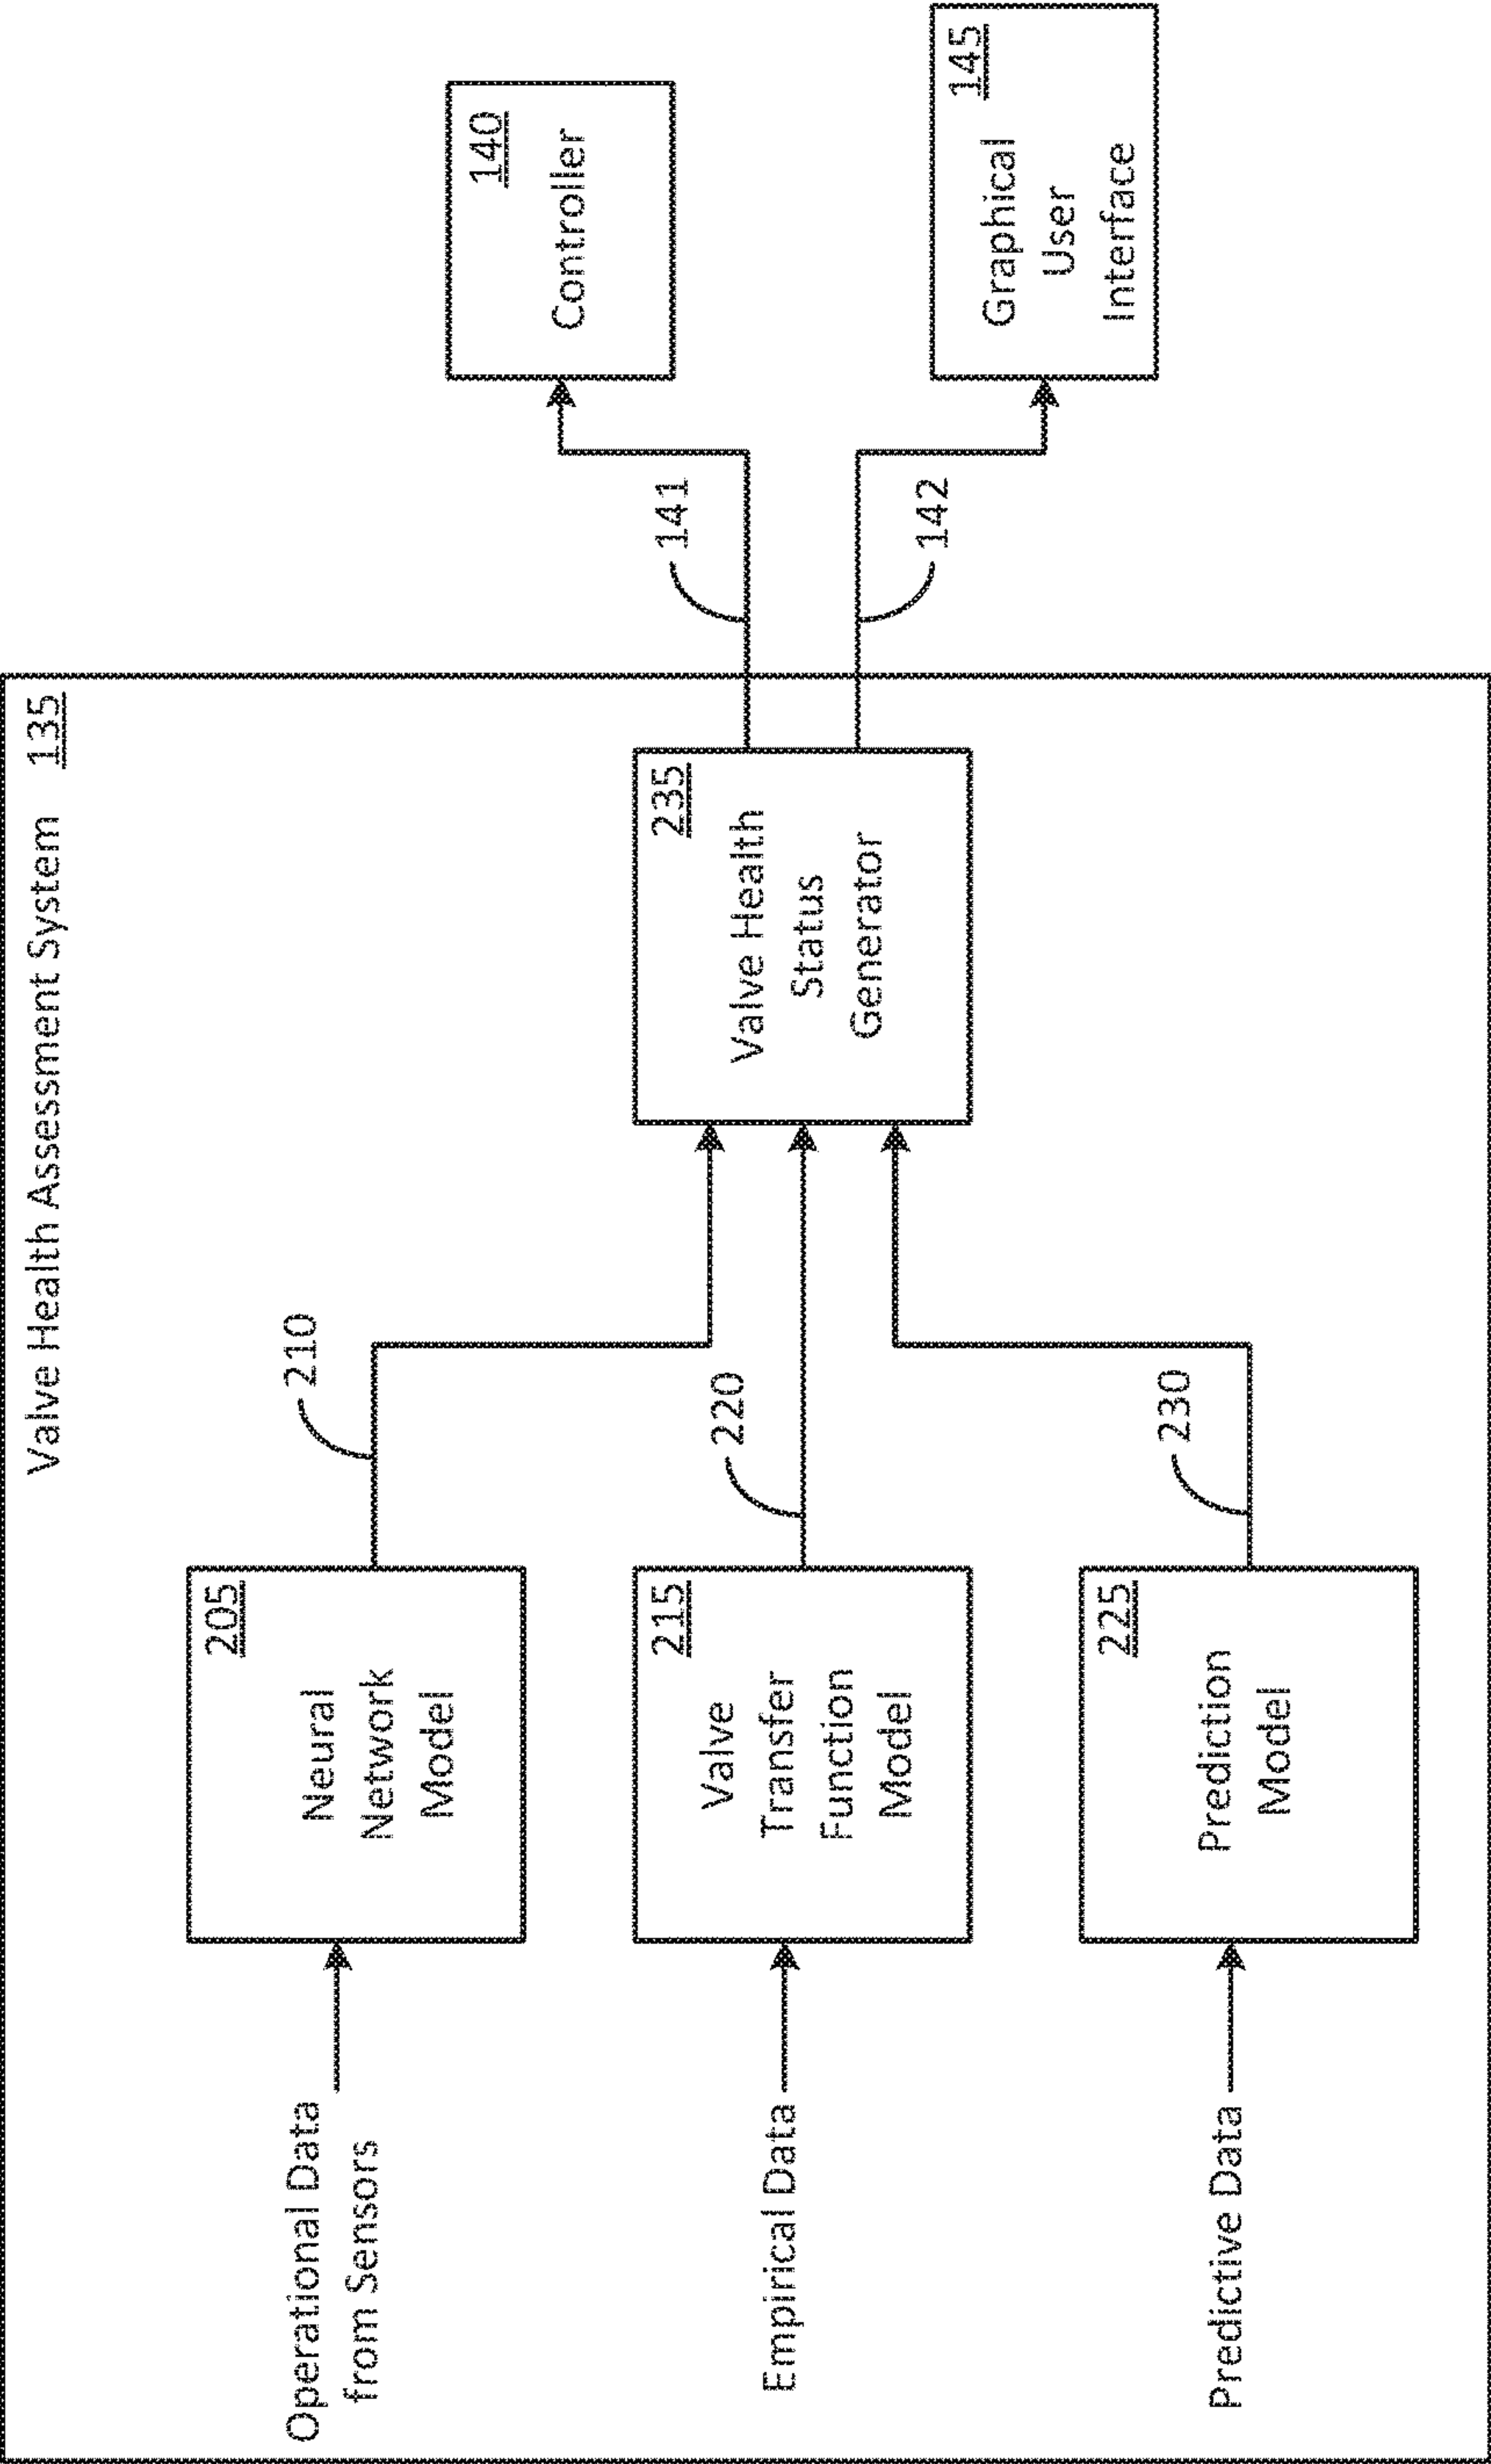 Valve Health Assessment System 135
Operational Data
from Sensors
205
Neural
Network
Model
210
Empirical Data
215
Valve
Transfer
Function
Model
220
Predictive Data
225
Prediction
Model
230
235
Valve Health
Status
Generator
141
142
140
Controller
145
Graphical
User
Interface